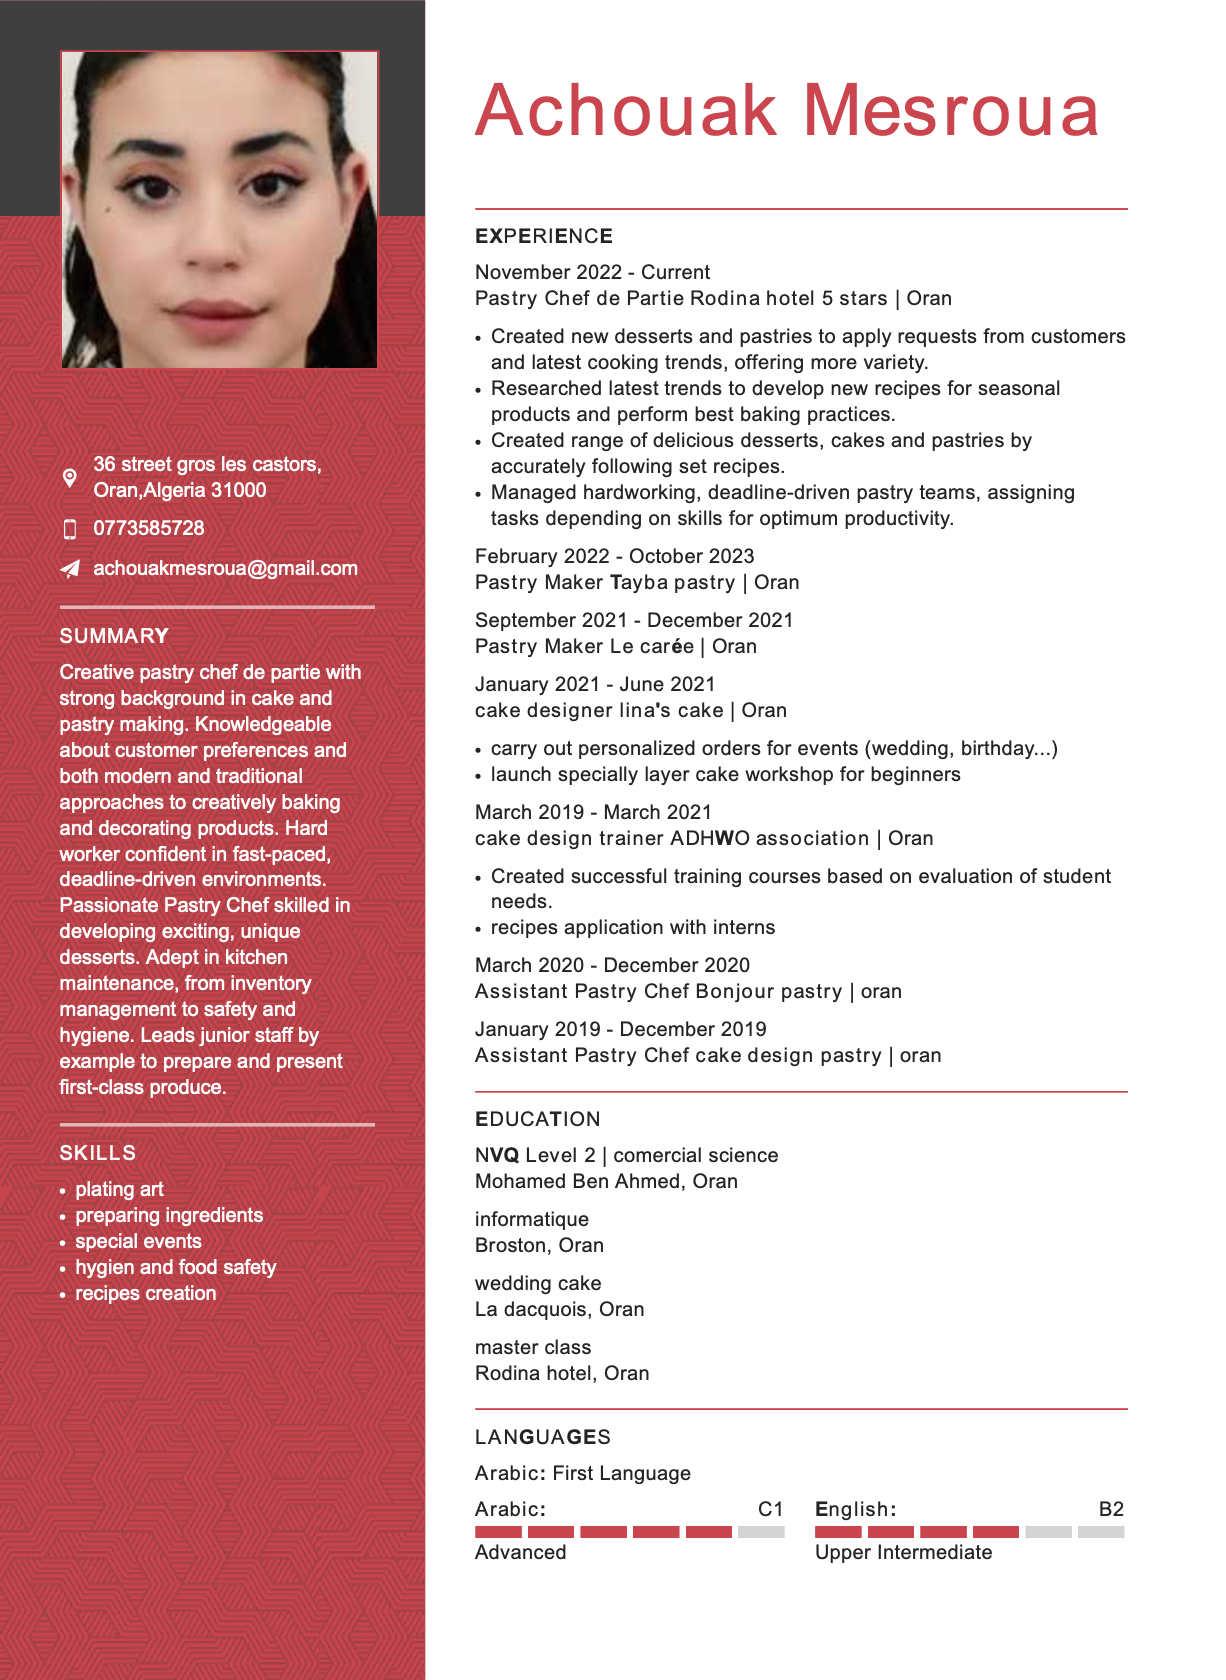 Achouak Mesroua
36 street gros les castors,
Oran,Algeria 31000
0773585728
achouakmesroua@gmail.com
SUMMARY
Creative pastry chef de partie with
strong background in cake and
pastry making. Knowledgeable
about customer preferences and
both modern and traditional
approaches to creatively baking
and decorating products. Hard
worker confident in fast-paced,
deadline-driven environments.
Passionate Pastry Chef skilled in
developing exciting, unique
desserts. Adept in kitchen
maintenance, from inventory
management to safety and
hygiene. Leads junior staff by
example to prepare and present
first-class produce.
SKILLS
• plating art
• preparing ingredients
• special events
• hygien and food safety
• recipes creation
EXPERIENCE
November 2022 - Current
Pastry Chef de Partie Rodina hotel 5 stars | Oran
• Created new desserts and pastries to apply requests from customers
and latest cooking trends, offering more variety.
• Researched latest trends to develop new recipes for seasonal
products and perform best baking practices.
• Created range of delicious desserts, cakes and pastries by
accurately following set recipes.
• Managed hardworking, deadline-driven pastry teams, assigning
tasks depending on skills for optimum productivity.
February 2022 - October 2023
Pastry Maker Tayba pastry | Oran
September 2021 - December 2021
Pastry Maker Le carée | Oran
January 2021 - June 2021
cake designer lina's cake | Oran
• carry out personalized orders for events (wedding, birthday...)
• launch specially layer cake workshop for beginners
March 2019 - March 2021
cake design trainer ADHWO association | Oran
• Created successful training courses based on evaluation of student
needs.
• recipes application with interns
March 2020 - December 2020
Assistant Pastry Chef Bonjour pastry | oran
January 2019 - December 2019
Assistant Pastry Chef cake design pastry | oran
EDUCATION
NVQ Level 2 | comercial science
Mohamed Ben Ahmed, Oran
informatique
Broston, Oran
wedding cake
La dacquois, Oran
master class
Rodina hotel, Oran
LANGUAGES
Arabic: First Language
Arabic: C1
Advanced
English: B2
Upper Intermediate